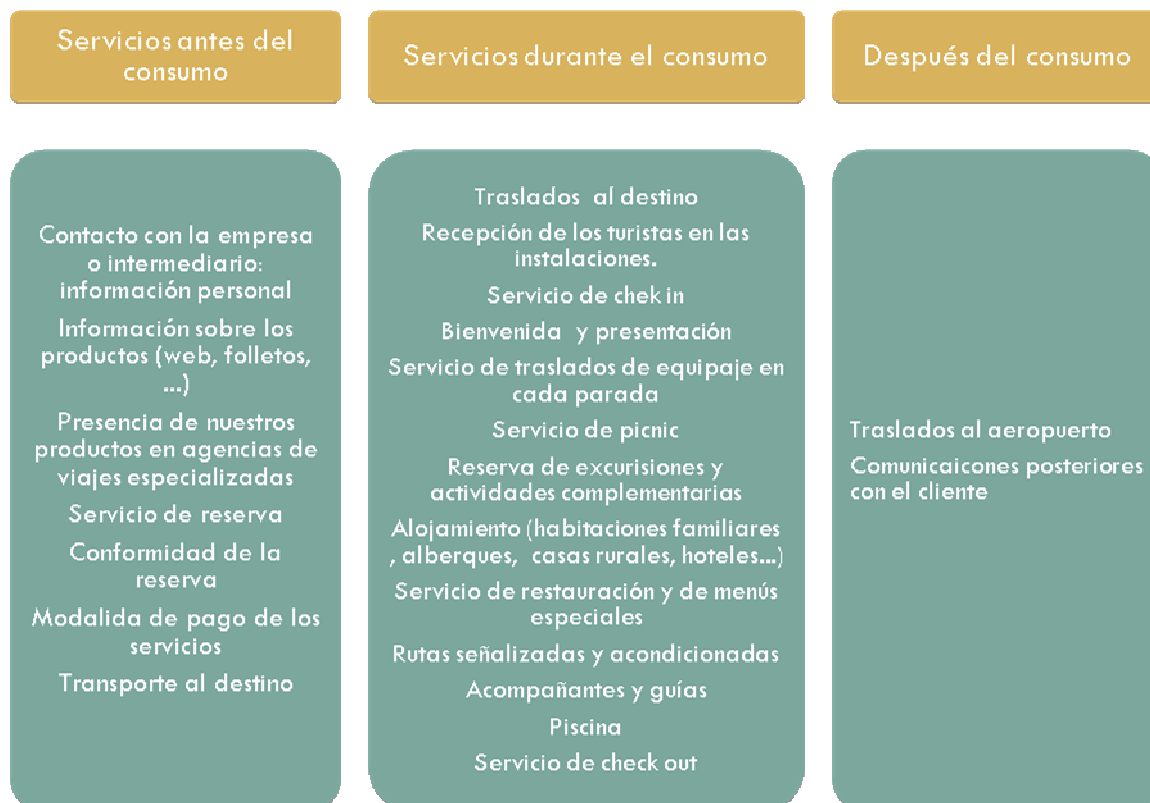 Servicios antes del
consumo
Servicios durante el consumo
Después del consumo
Contacto con la empresa
o intermediario:
información personal
Información sobre los
productos (web, folletos,
...)
Presencia de nuestros
productos en agencias de
viajes especializadas
Servicio de reserva
Conformidad de la
reserva
Modalida de pago de los
servicios
Transporte al destino
Traslados al destino
Recepción de los turistas en las
instalaciones.
Servicio de chek in
Bienvenida y presentación
Servicio de traslados de equipaje en
cada parada
Servicio de picnic
Reserva de excurisiones y
actividades complementarias
Alojamiento (habitaciones familiares
, alberques, casas rurales, hoteles...)
Servicio de restauración y de menús
especiales
Rutas señalizadas y acondicionadas
Acompañantes y guías
Piscina
Servicio de check out
Traslados al aeropuerto
Comunicaicones posteriores
con el cliente